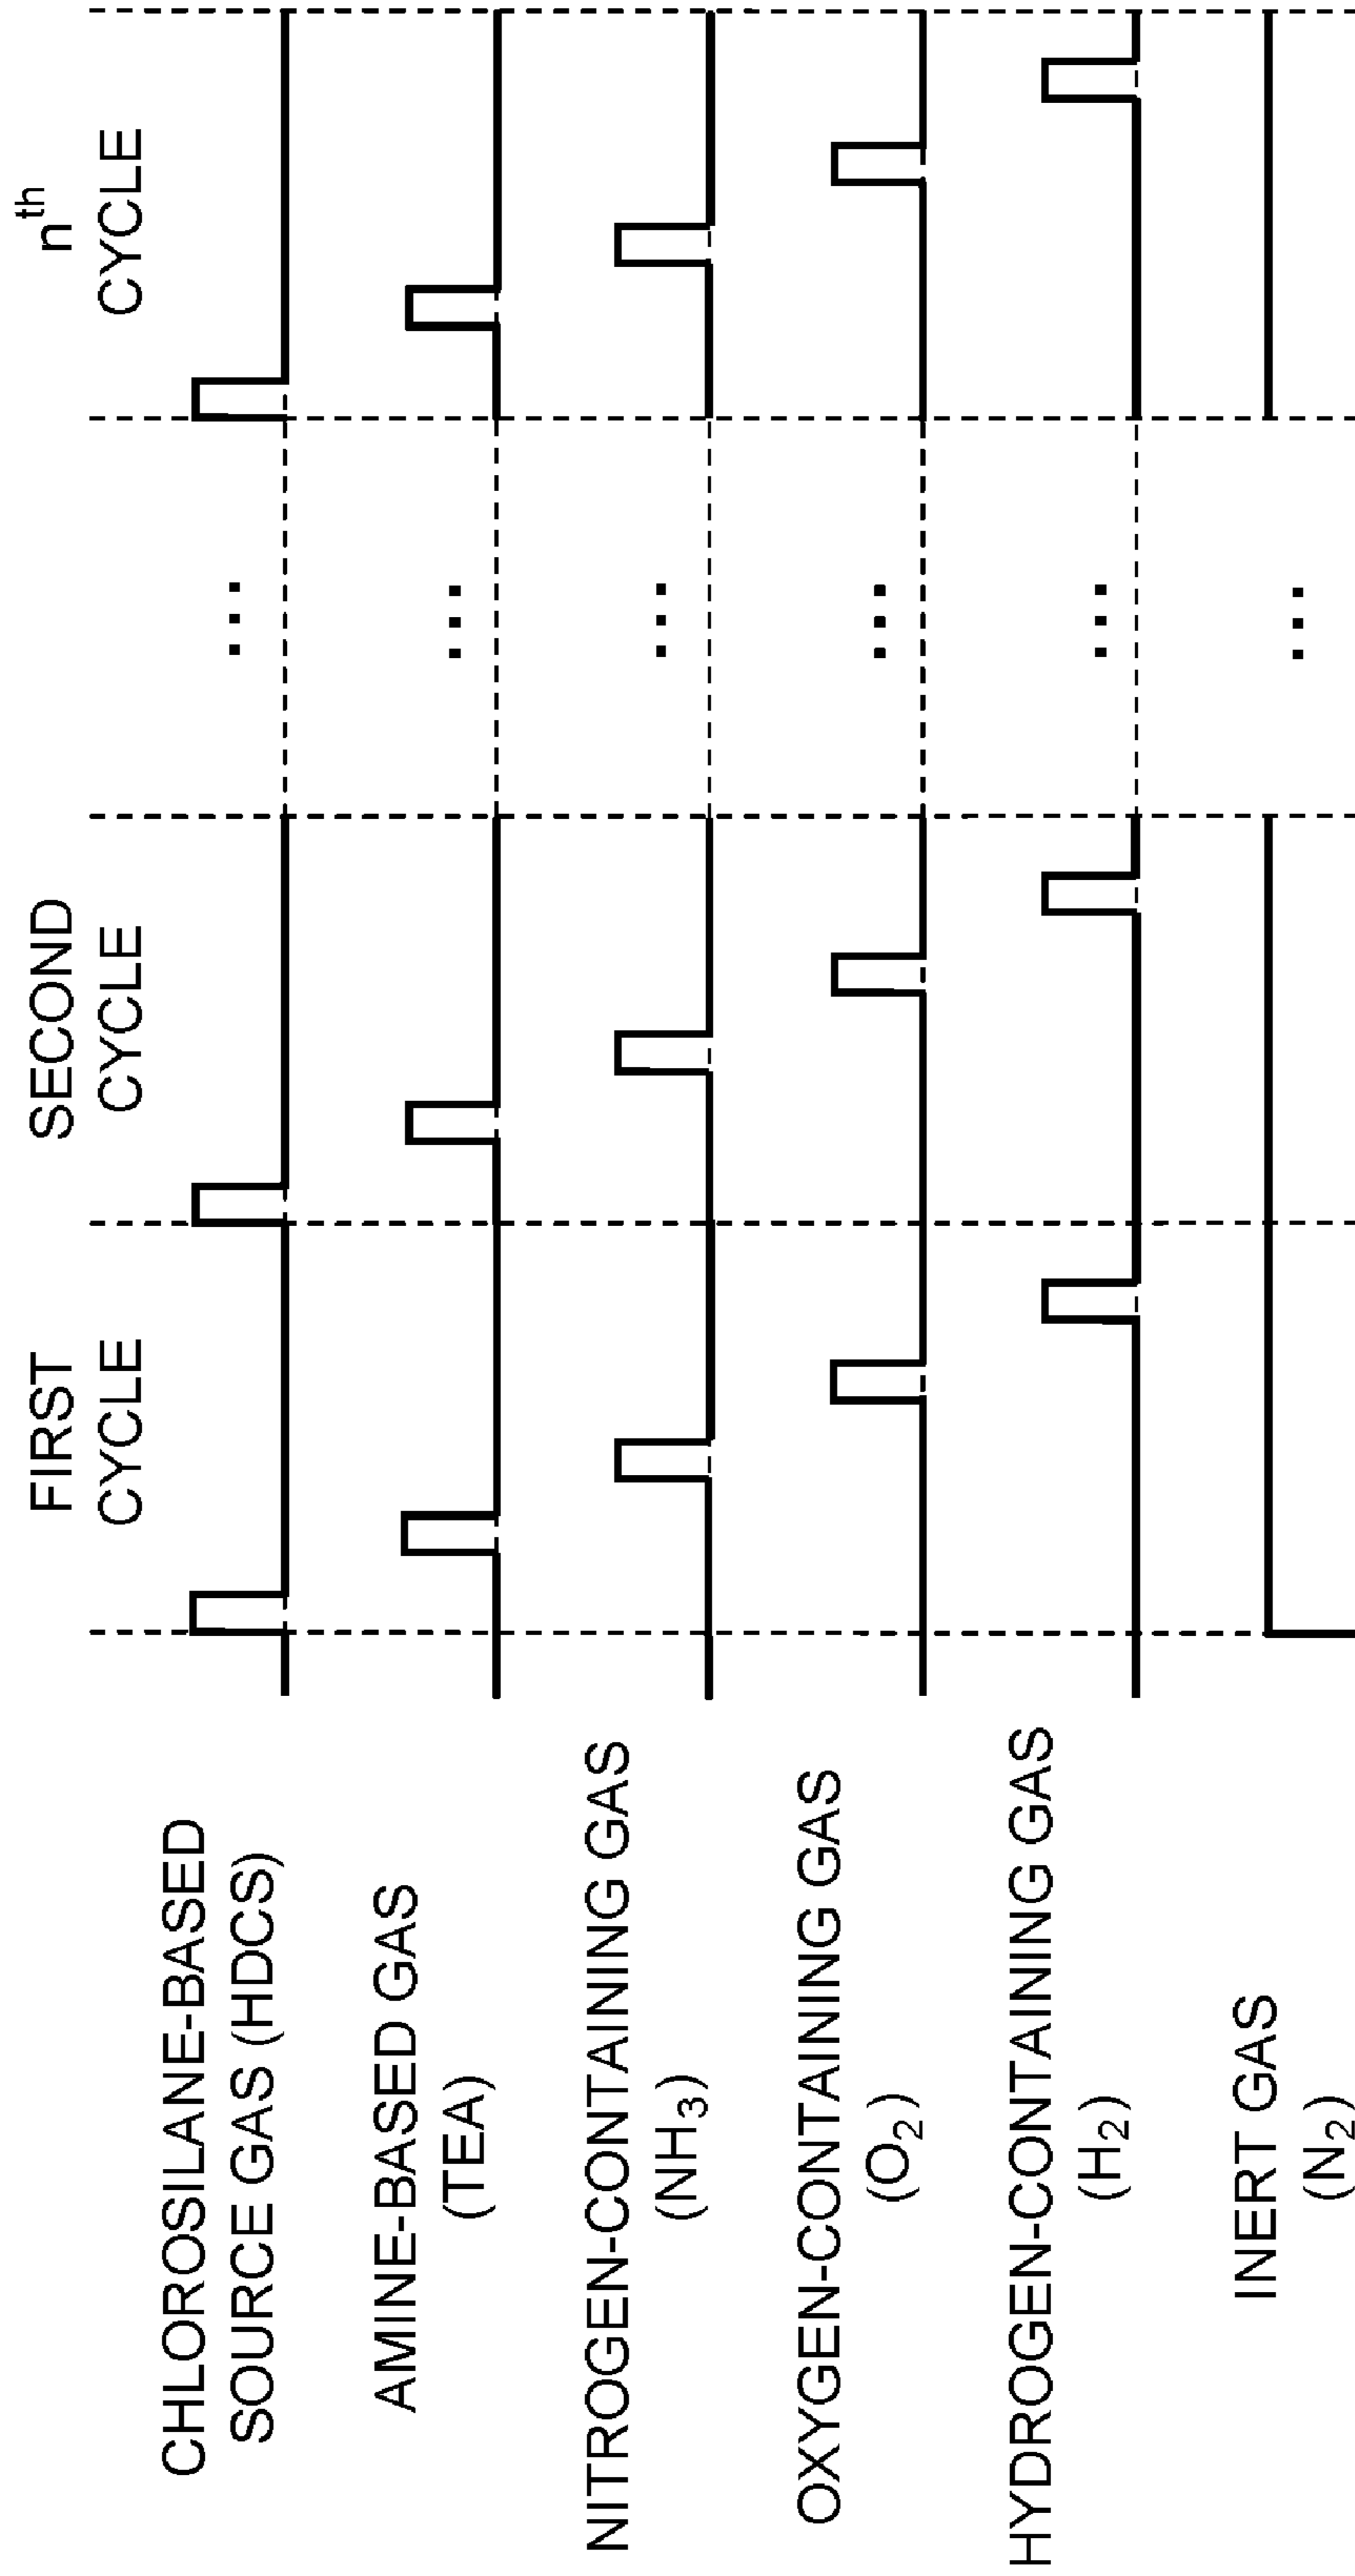 FIRST
CYCLE
SECOND
CYCLE
nth
CYCLE
CHLOROSILANE-BASED
SOURCE GAS (HDCS)
AMINE-BASED GAS
(TEA)
NITROGEN-CONTAINING GAS
(NH3)
OXYGEN-CONTAINING GAS
(O2)
HYDROGEN-CONTAINING GAS
(H2)
INERT GAS
(N2)